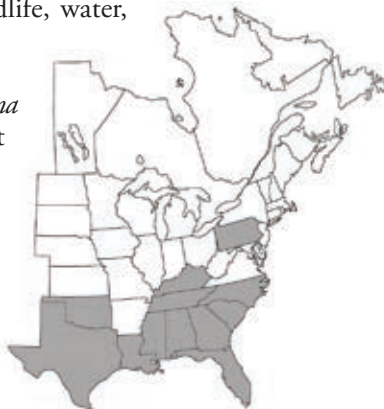 dlife, water,
na
t